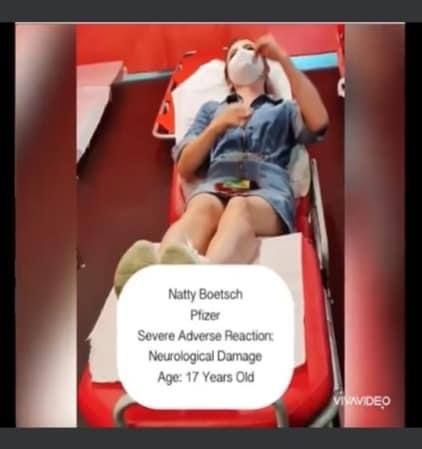 Natty Boetsch
Pfizer
Severe Adverse Reaction:
Neurological Damage
Age: 17 Years Old
VIVAVIDEO